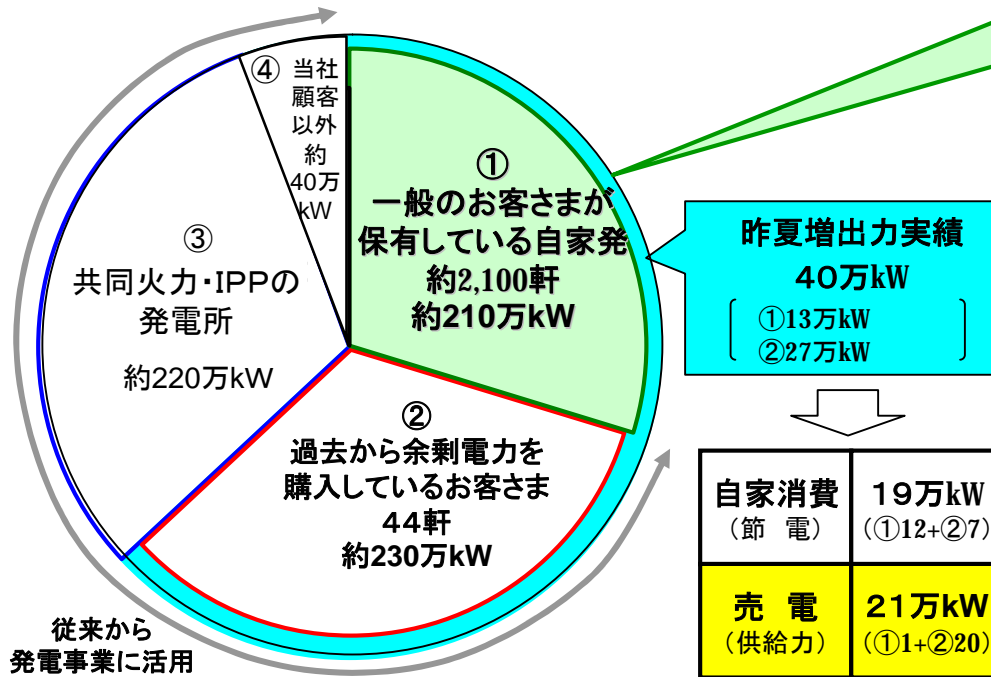 ④ 当社
顧客
以外
約
40万
kW
①
一般のお客さまが
保有している自家発
約2,100軒
約210万kW
③
共同火力・IPPの
発電所
約220万kW
②
過去から余剰電力を
購入しているお客さま
44軒
約230万kW
従来から
発電事業に活用
昨夏増出力実績
40万kW
①13万kW
②27万kW
自家消費
(節 電)
19万kW
(①12+②7)
売 電
(供給力)
21万kW
(①1+②20)